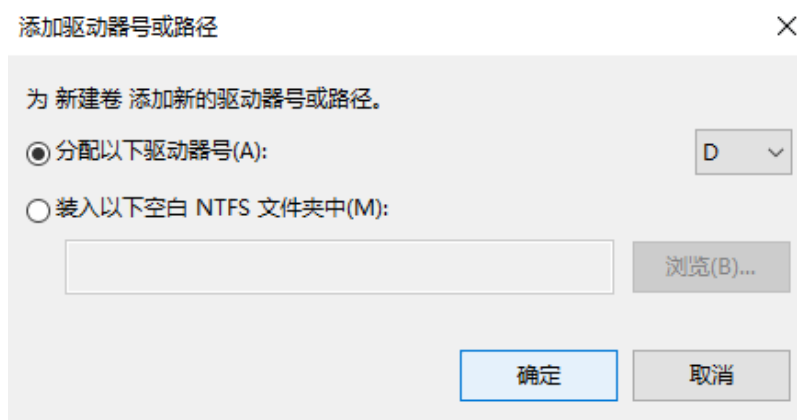 添加驱动器号或路径
为 新建卷 添加新的驱动器号或路径。
分配以下驱动器号(A):
D
装入以下空白 NTFS 文件夹中(M):
浏览(B)...
确定
取消